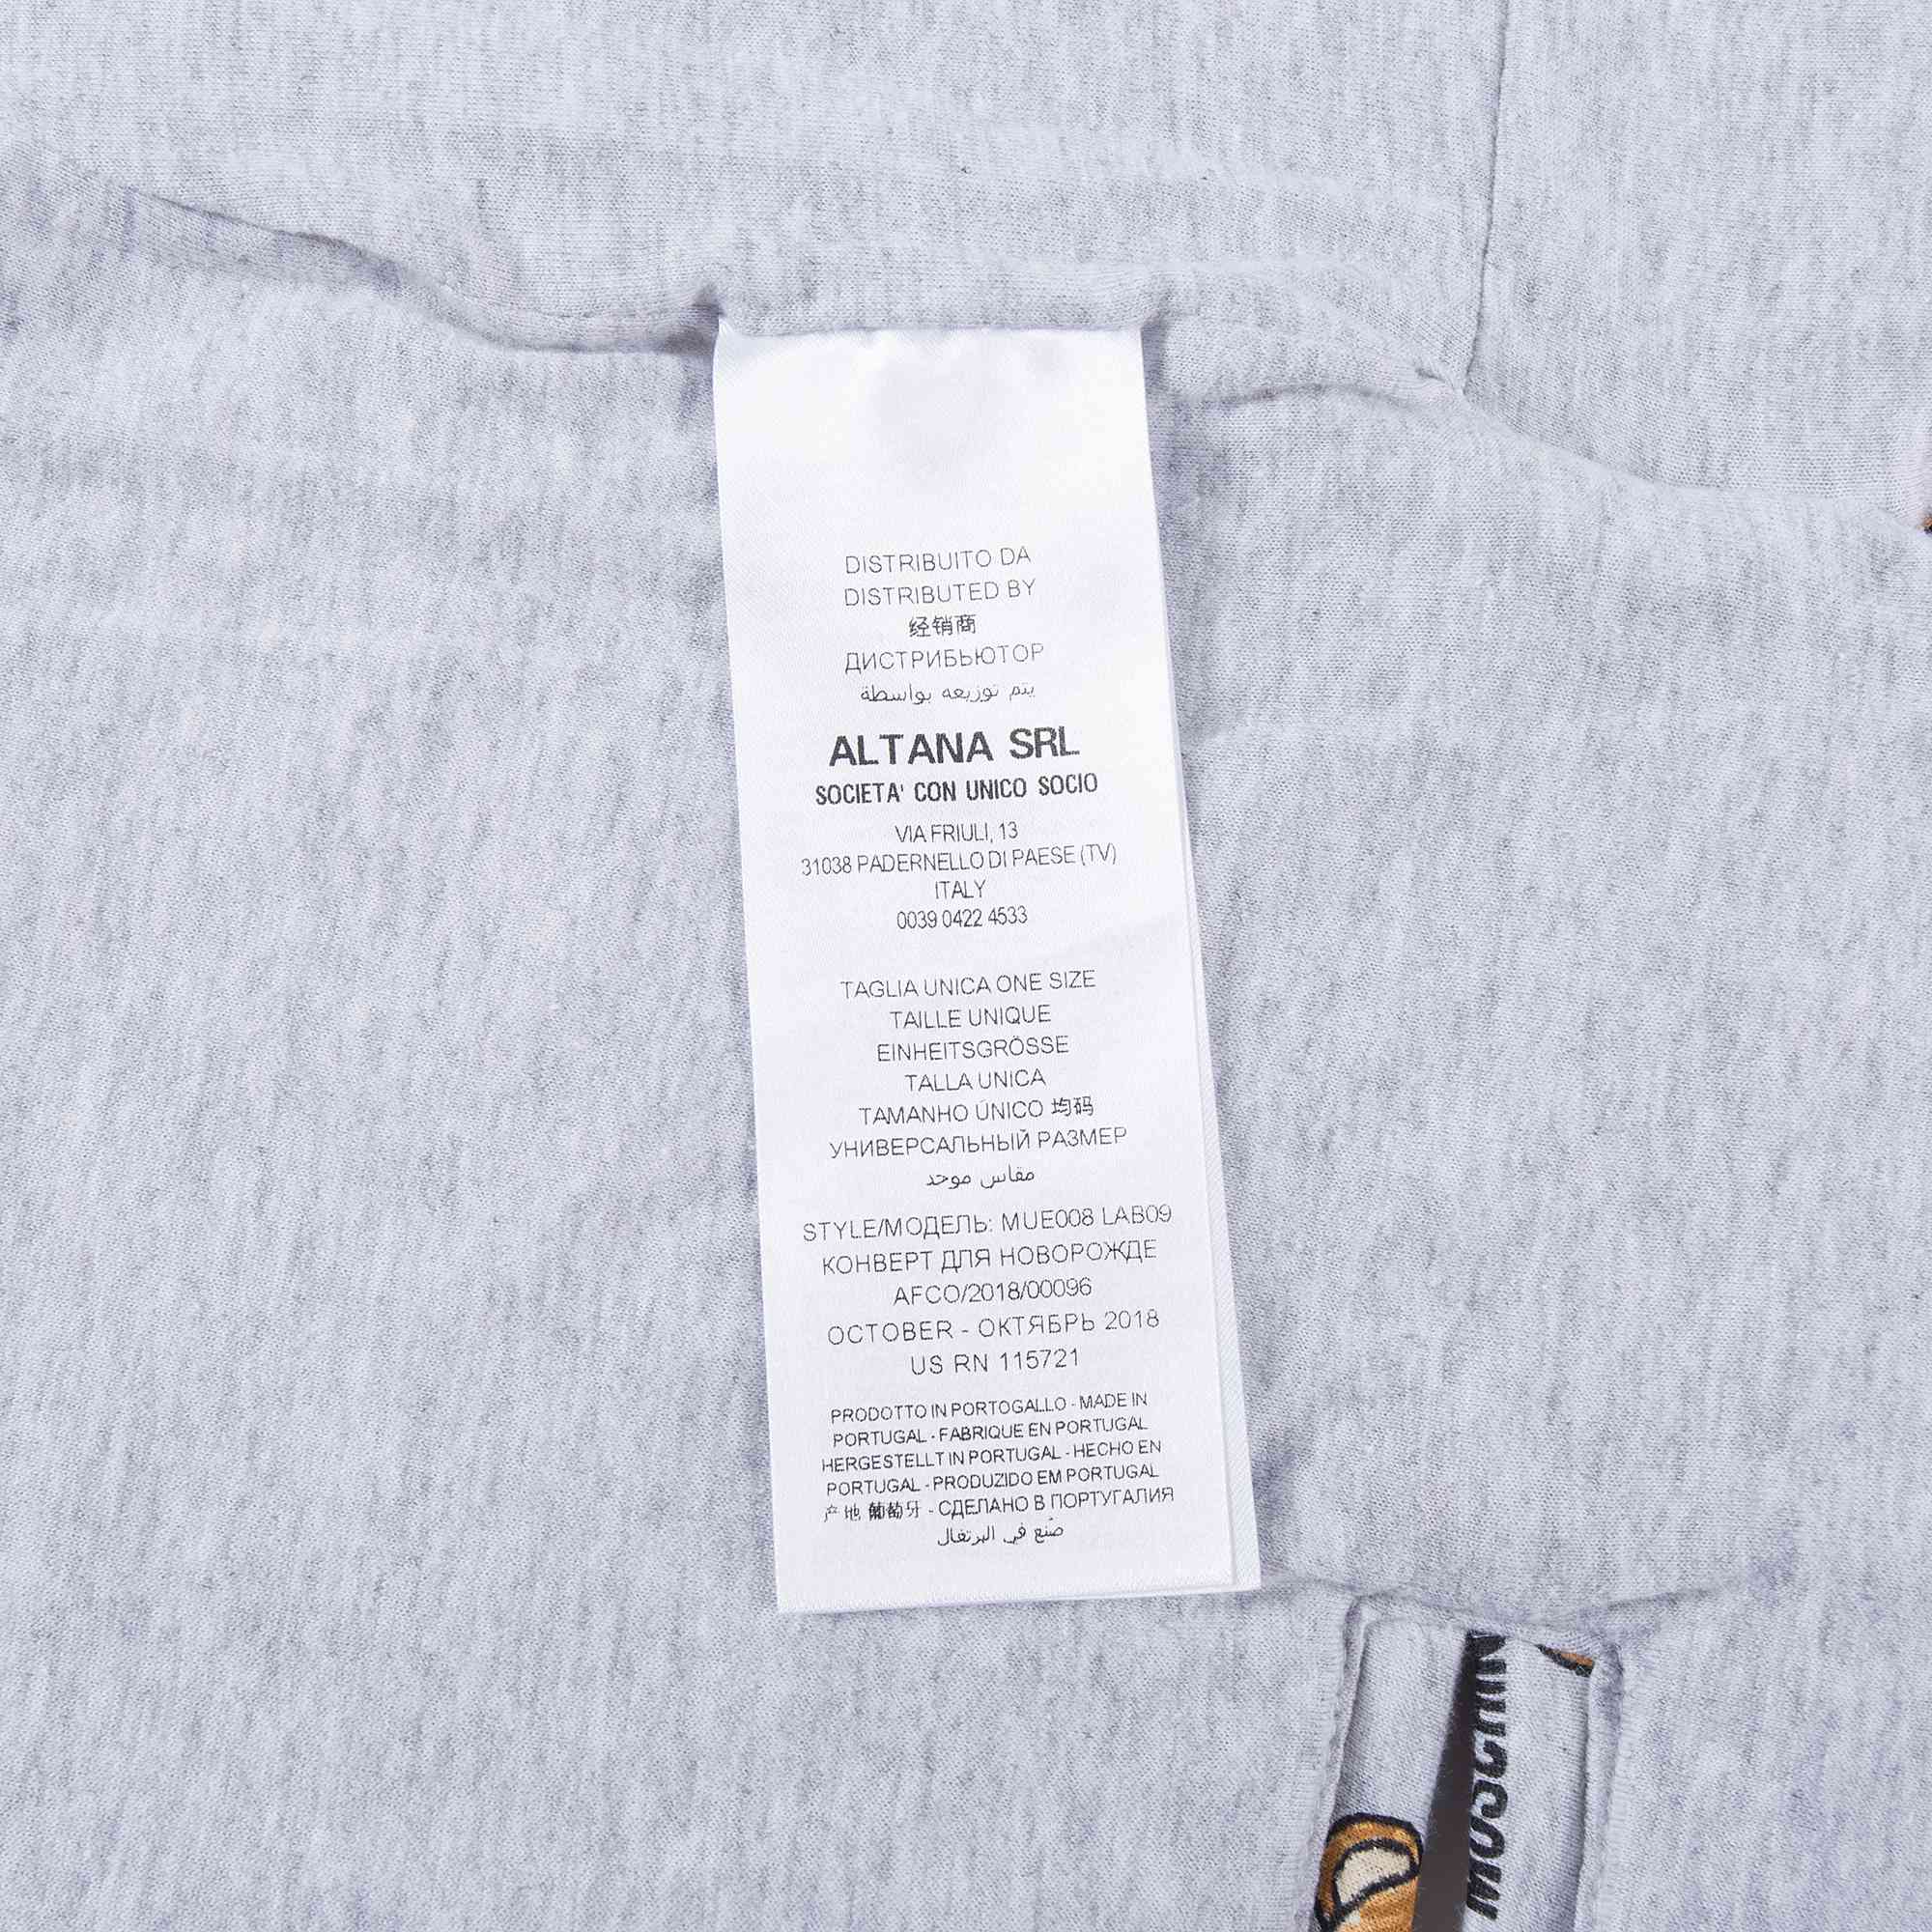 DISTRIBUITO DA
DISTRIBUTED BY
经销商
ДИСТРИБЬЮТОР
يتم توزيعه بواسطة
ALTANA SRL
SOCIETA' CON UNICO SOCIO
VIA FRIULI, 13
31038 PADERNELLO DI PAESE (TV)
ITALY
0039 0422 4533
TAGLIA UNICA ONE SIZE
TAILLE UNIQUE
EINHEITSGRÖSSE
TALLA UNICA
TAMANHO ÚNICO 均码
УНИВЕРСАЛЬНЫЙ РАЗМЕР
مقاس موحد
STYLE/МОДЕЛЬ: MUE008 LAB09
КОНВЕРТ ДЛЯ НОВОРОЖДЕ
AFCO/2018/00096
OCTOBER - ОКТЯБРЬ 2018
US RN 115721
PRODOTTO IN PORTOGALLO - MADE IN
PORTUGAL - FABRIQUE EN PORTUGAL
HERGESTELLT IN PORTUGAL - HECHO EN
PORTUGAL - PRODUZIDO EM PORTUGAL
产地 葡萄牙 - СДЕЛАНО В ПОРТУГАЛИЯ
صُنع في البرتغال
MOSCHIN